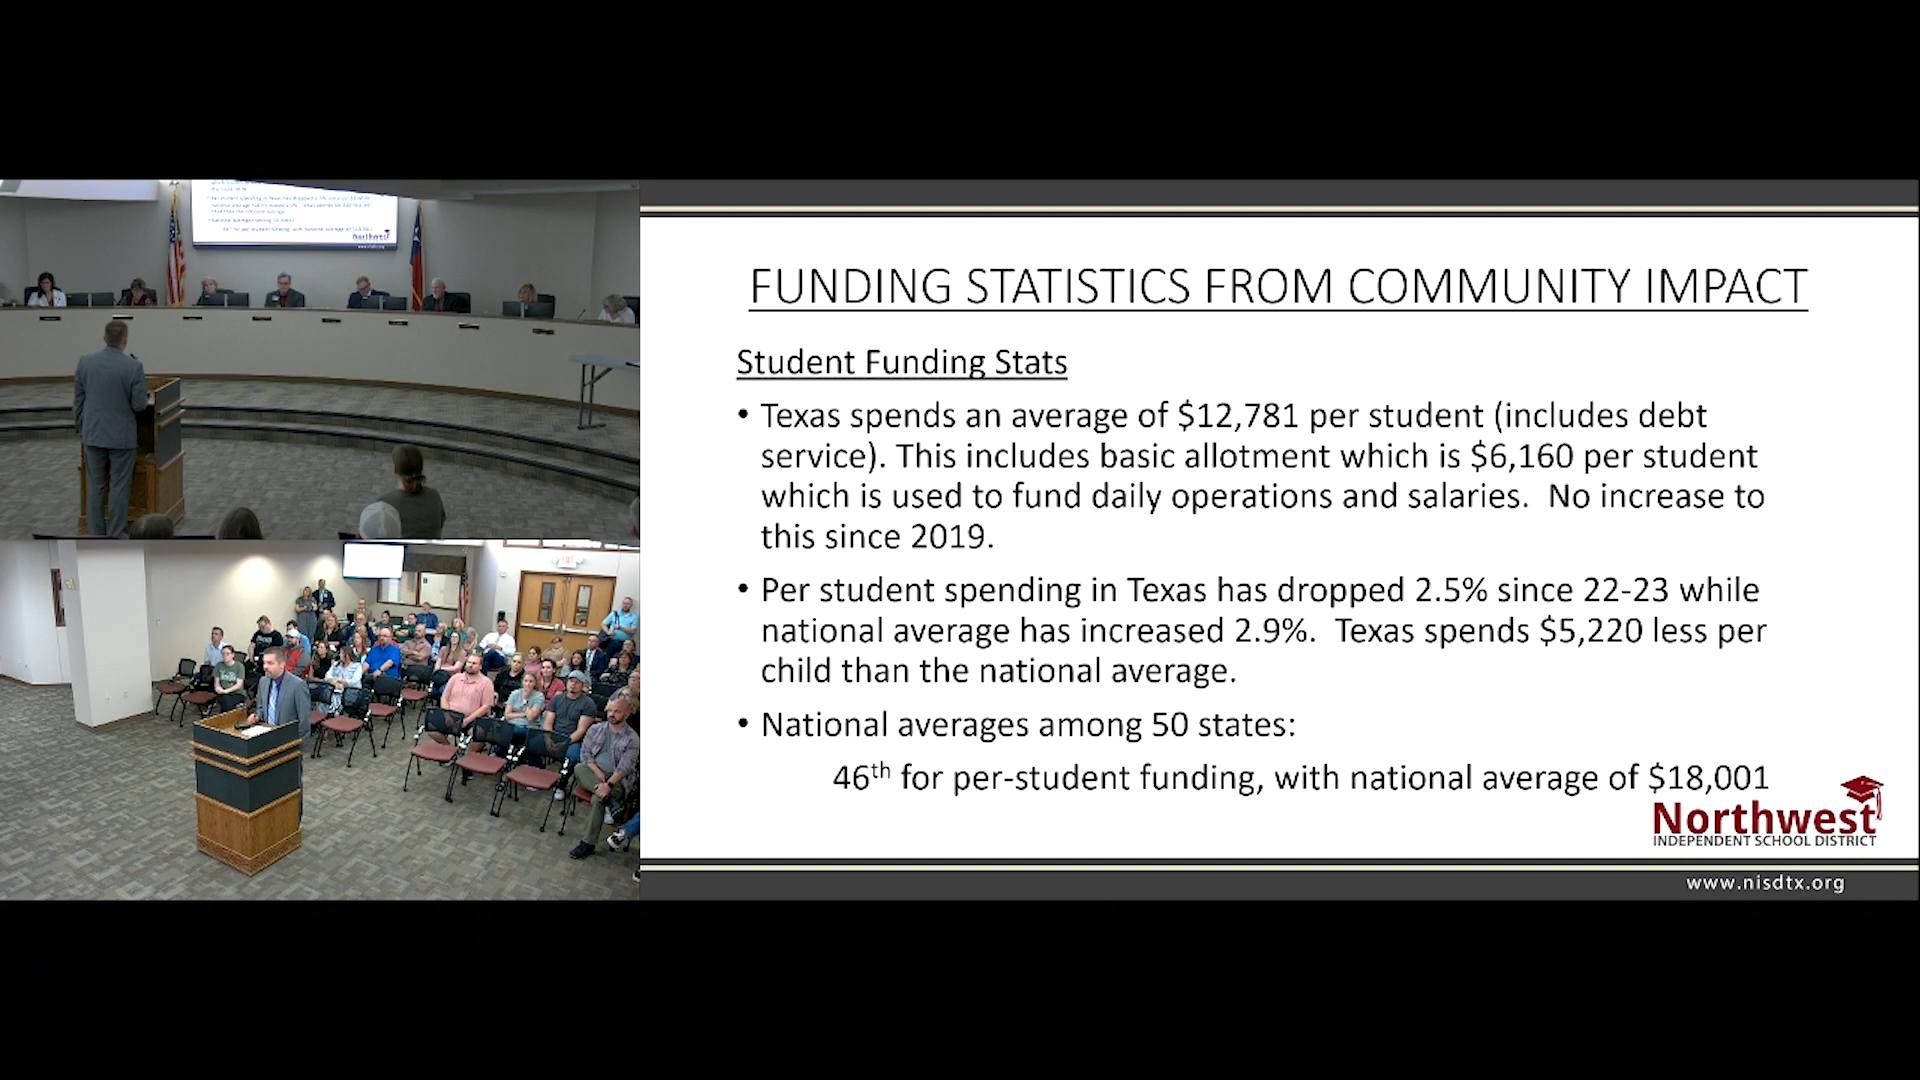 FUNDING STATISTICS FROM COMMUNITY IMPACT
Student Funding Stats
• Texas spends an average of $12,781 per student (includes debt
service). This includes basic allotment which is $6,160 per student
which is used to fund daily operations and salaries.  No increase to
this since 2019.
• Per student spending in Texas has dropped 2.5% since 22-23 while
national average has increased 2.9%.  Texas spends $5,220 less per
child than the national average.
• National averages among 50 states:
46th for per-student funding, with national average of $18,001
Northwest
INDEPENDENT SCHOOL DISTRICT
www.nisdtx.org
Northwest
EXIT